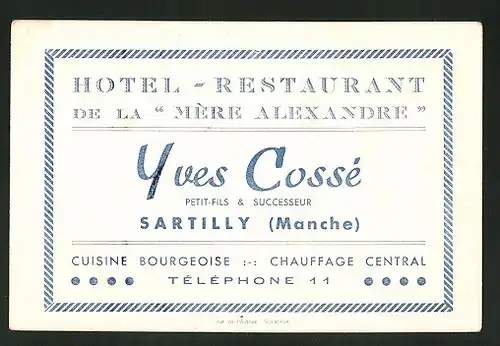 HOTEL - RESTAURANT
DE LA “ MÈRE ALEXANDRE ”
Yves Cossé
PETIT-FILS & SUCCESSEUR
SARTILLY (Manche)
CUISINE BOURGEOISE :-: CHAUFFAGE CENTRAL
TÉLÉPHONE 11